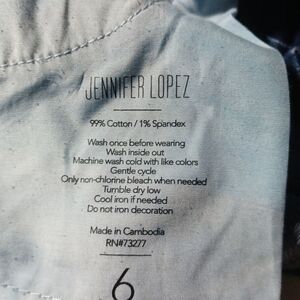 JENNIFER LOPEZ
99% Cotton / 1% Spandex
Wash once before wearing
Wash inside out
Machine wash cold with like colors
Gentle cycle
Only non-chlorine bleach when needed
Tumble dry low
Cool iron if needed
Do not iron decoration
Made in Cambodia
RN#73277
6